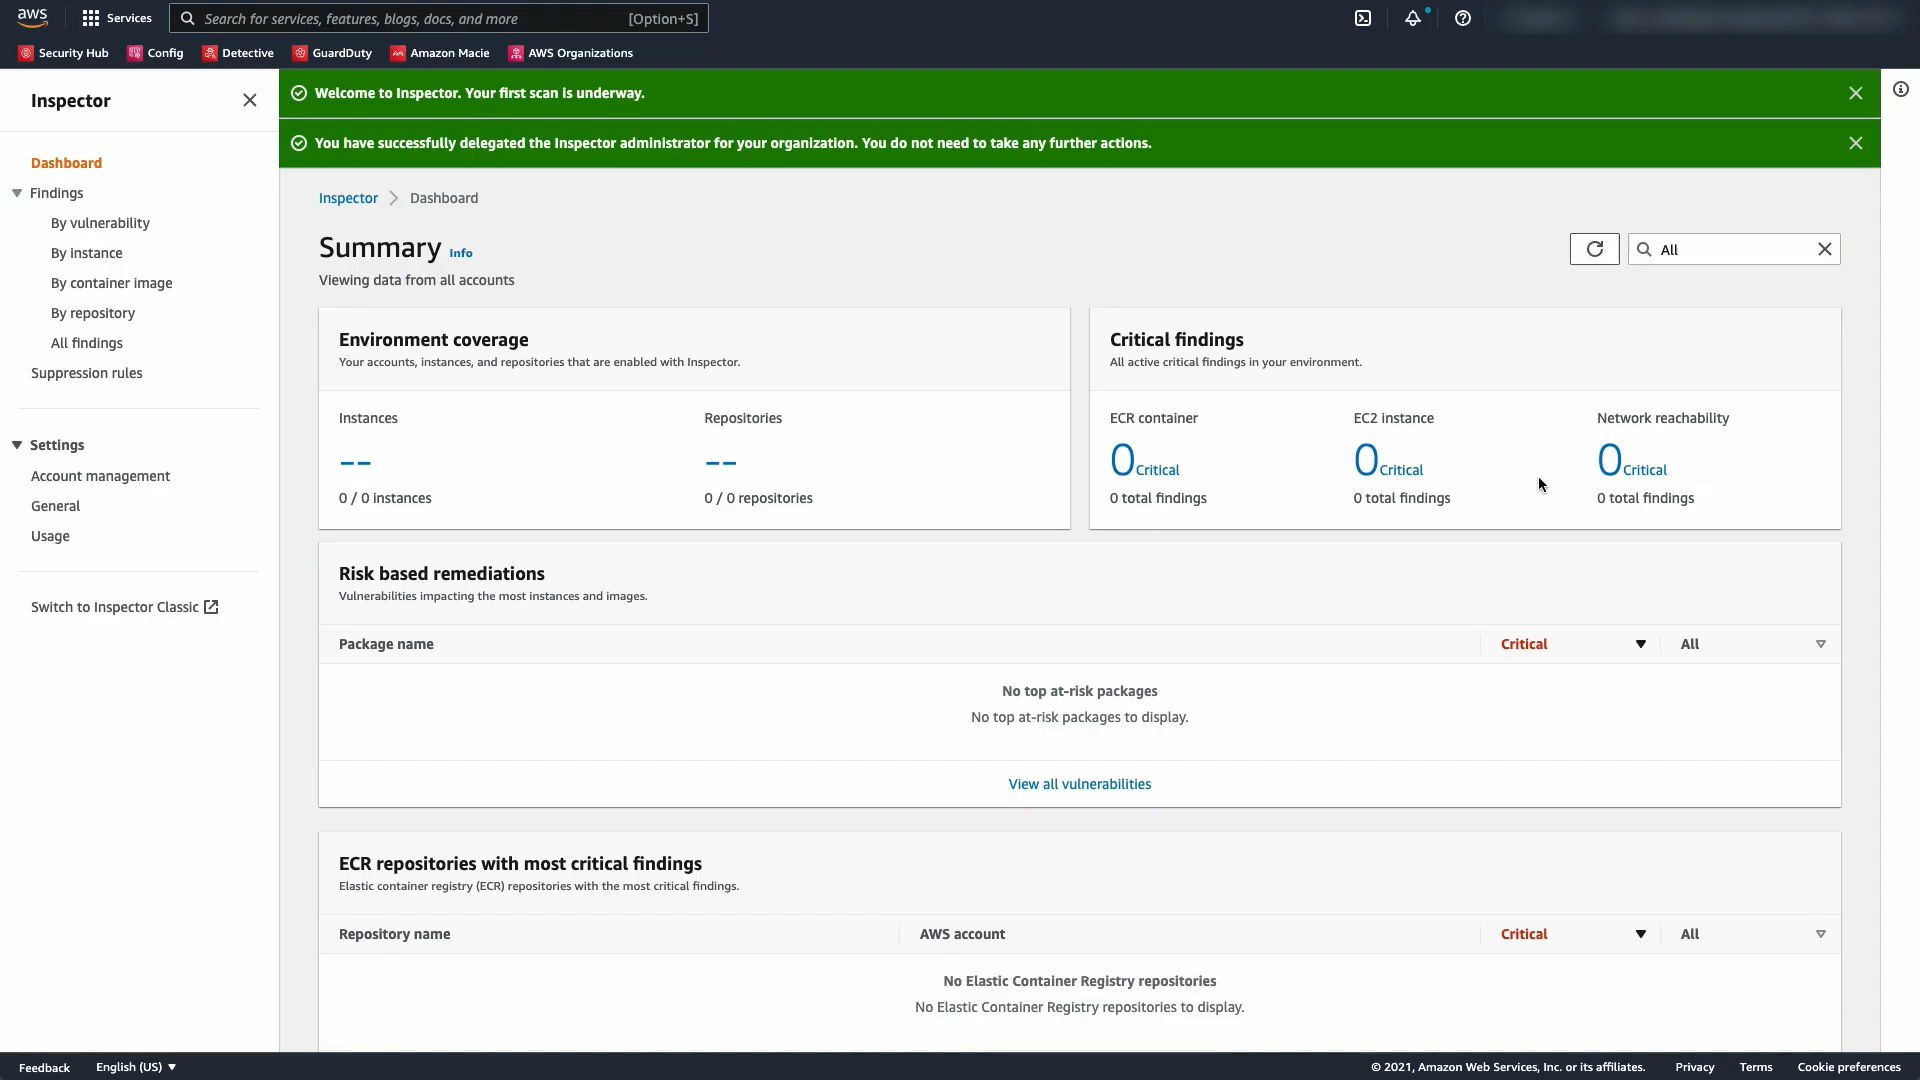 aws
Services
Search for services, features, blogs, docs, and more
[Option+S]
Security Hub
Config
Detective
GuardDuty
Amazon Macie
AWS Organizations
Inspector
Dashboard
Findings
By vulnerability
By instance
By container image
By repository
All findings
Suppression rules
Settings
Account management
General
Usage
Switch to Inspector Classic
Welcome to Inspector. Your first scan is underway.
You have successfully delegated the Inspector administrator for your organization. You do not need to take any further actions.
Inspector
Dashboard
Summary Info
Viewing data from all accounts
All
Environment coverage
Your accounts, instances, and repositories that are enabled with Inspector.
Instances
--
0 / 0 instances
Repositories
--
0 / 0 repositories
Critical findings
All active critical findings in your environment.
ECR container
0 Critical
0 total findings
EC2 instance
0 Critical
0 total findings
Network reachability
0 Critical
0 total findings
Risk based remediations
Vulnerabilities impacting the most instances and images.
Package name
Critical
All
No top at-risk packages
No top at-risk packages to display.
View all vulnerabilities
ECR repositories with most critical findings
Elastic container registry (ECR) repositories with the most critical findings.
Repository name
AWS account
Critical
All
No Elastic Container Registry repositories
No Elastic Container Registry repositories to display.
Feedback
English (US)
© 2021, Amazon Web Services, Inc. or its affiliates.
Privacy
Terms
Cookie preferences